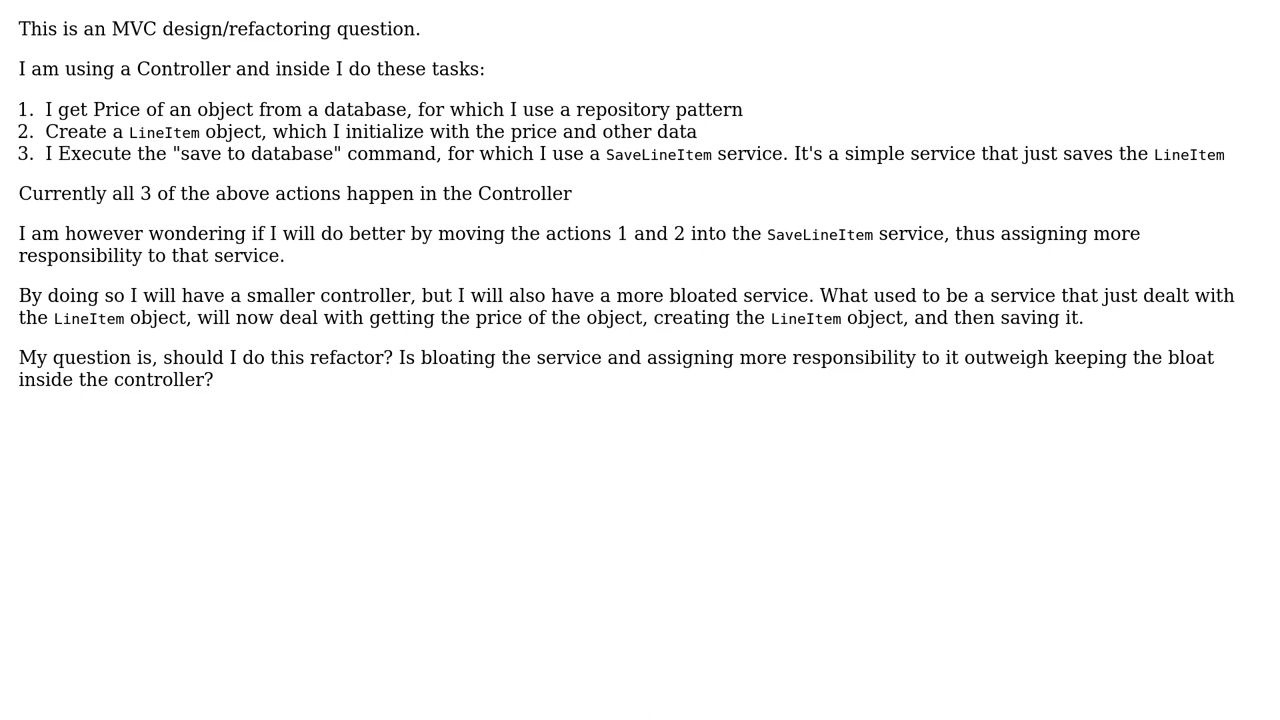 This is an MVC design/refactoring question.
I am using a Controller and inside I do these tasks:
1. I get Price of an object from a database, for which I use a repository pattern
2. Create a LineItem object, which I initialize with the price and other data
3. I Execute the "save to database" command, for which I use a SaveLineItem service. It's a simple service that just saves the LineItem
Currently all 3 of the above actions happen in the Controller
I am however wondering if I will do better by moving the actions 1 and 2 into the SaveLineItem service, thus assigning more
responsibility to that service.
By doing so I will have a smaller controller, but I will also have a more bloated service. What used to be a service that just dealt with
the LineItem object, will now deal with getting the price of the object, creating the LineItem object, and then saving it.
My question is, should I do this refactor? Is bloating the service and assigning more responsibility to it outweigh keeping the bloat
inside the controller?